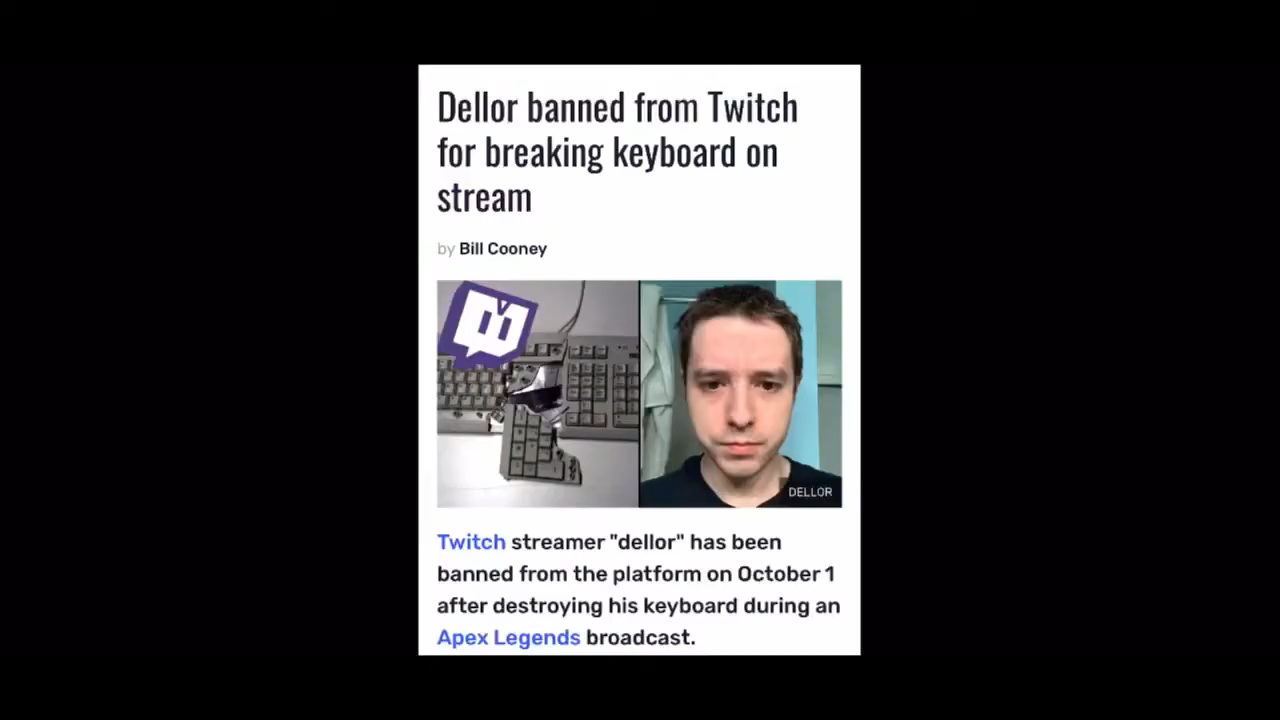 Dellor banned from Twitch
for breaking keyboard on
stream
by Bill Cooney
DELLOR
Twitch streamer "dellor" has been
banned from the platform on October 1
after destroying his keyboard during an
Apex Legends broadcast.